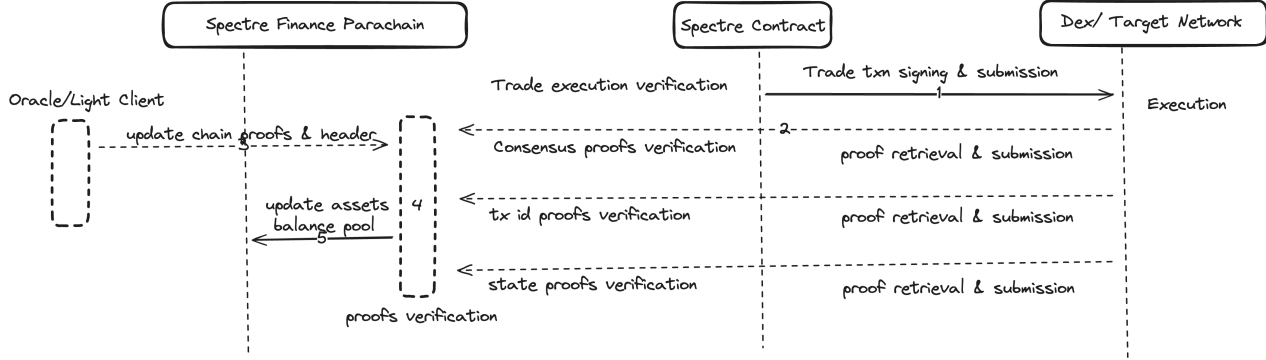 Spectre Finance Parachain
Spectre Contract
Dex/ Target Network
Trade txn signing & submission
1
Trade execution verification
Oracle/Light Client
Execution
update chain proofs & header
3
2
Consensus proofs verification
proof retrieval & submission
update assets
balance pool
5
4
tx id proofs verification
proof retrieval & submission
state proofs verification
proof retrieval & submission
proofs verification